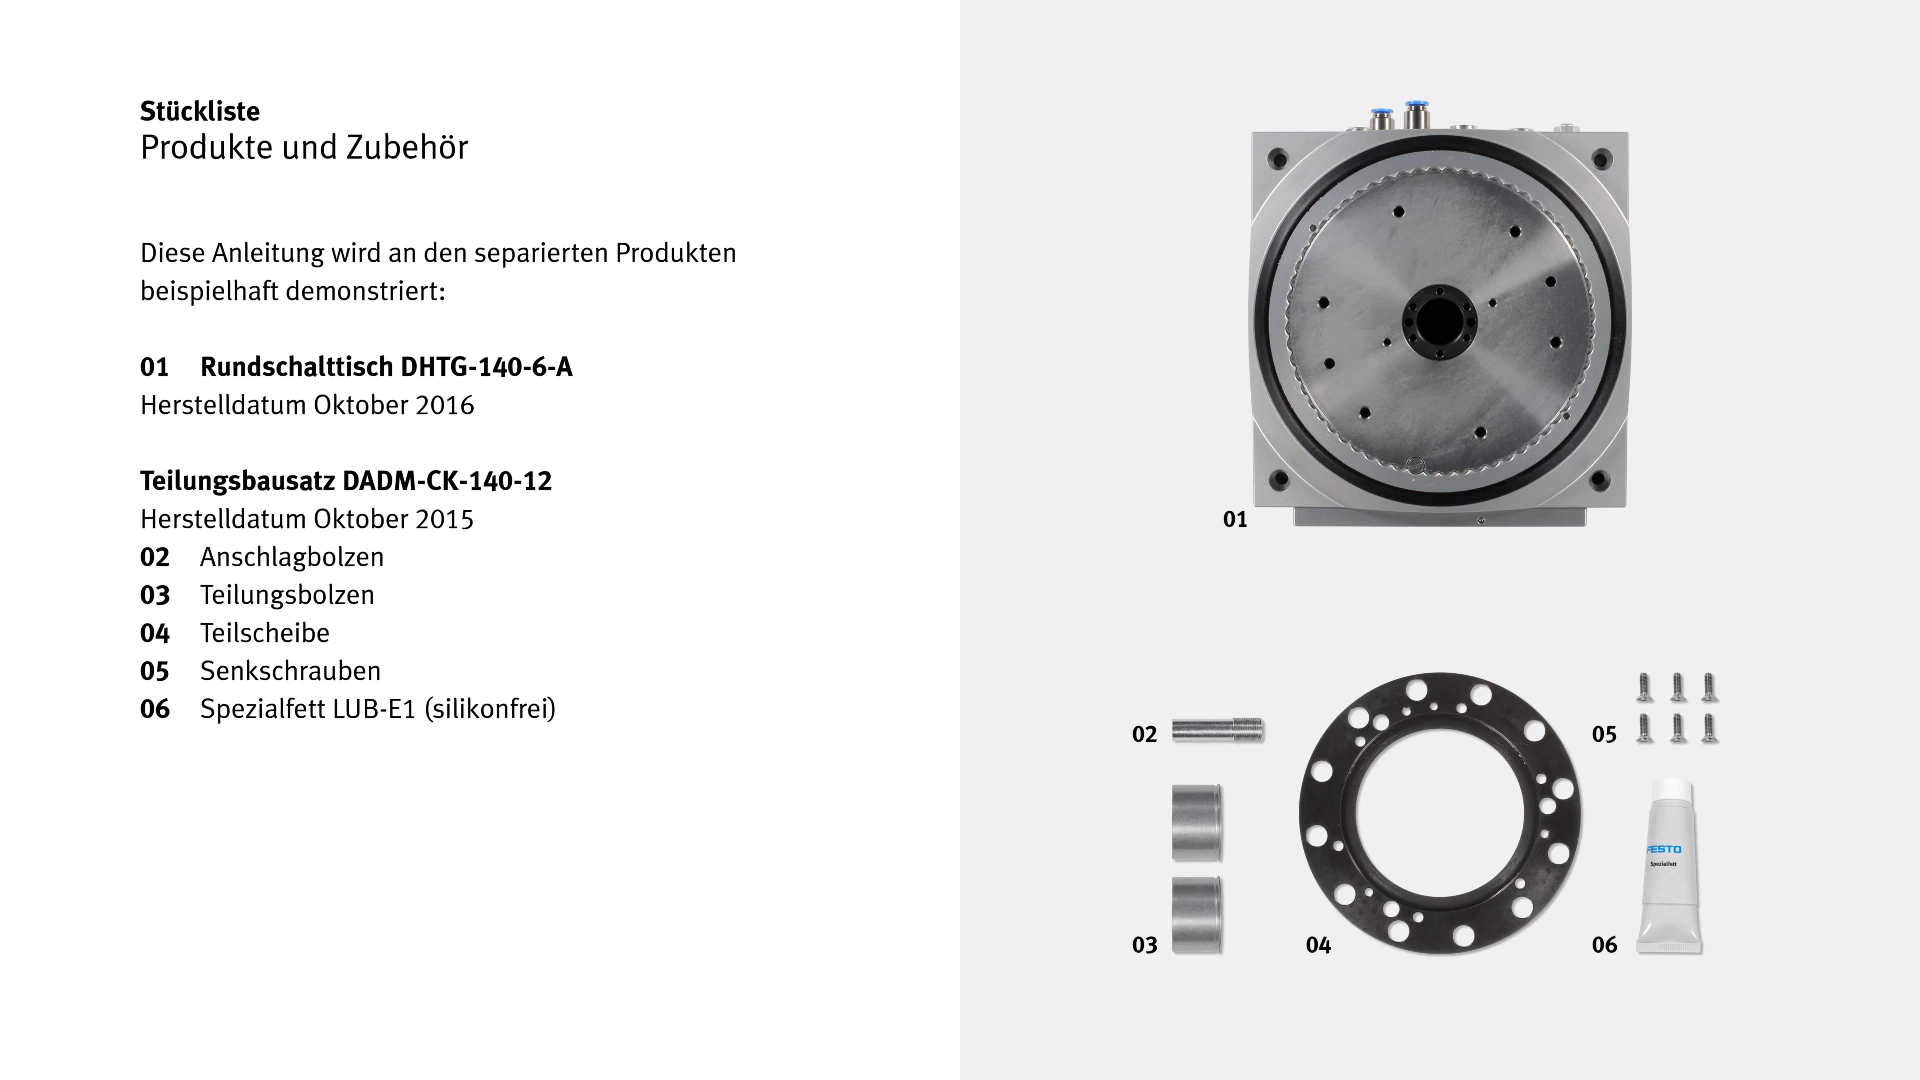 Stückliste
Produkte und Zubehör
Diese Anleitung wird an den separierten Produkten
beispielhaft demonstriert:
01 Rundschalttisch DHTG-140-6-A
Herstelldatum Oktober 2016
Teilungsbausatz DADM-CK-140-12
Herstelldatum Oktober 2015
02 Anschlagbolzen
03 Teilungsbolzen
04 Teilscheibe
05 Senkschrauben
06 Spezialfett LUB-E1 (silikonfrei)
01
02
03
04
05
06
FESTO
Spezialfett